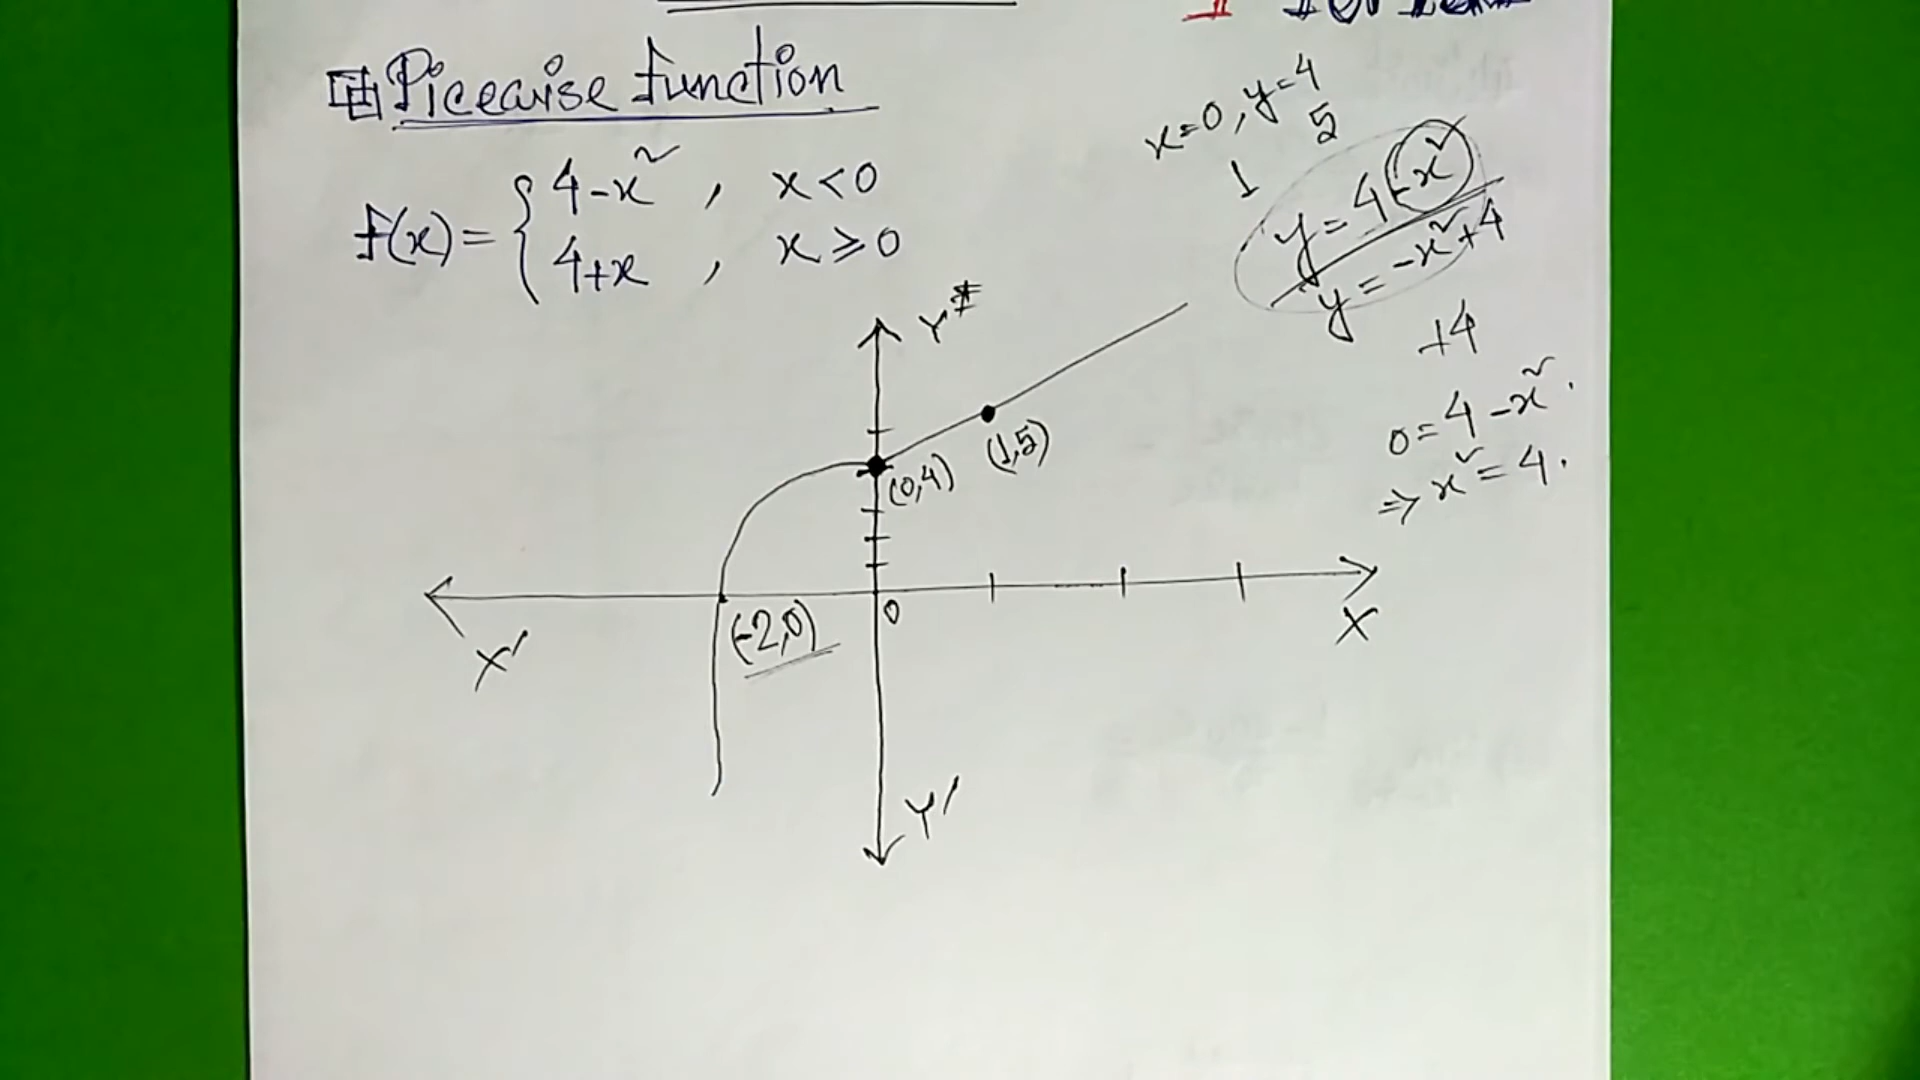 Picewise function
f(x) = { 4-x² , x<0
4+x , x≥0
x=0, y=4
1 5
y=4-x²
y=-x²+4
+4
0=4-x².
⇒ x²=4.
Y
(1,5)
(0,4)
(-2,0)
0
X
X'
Y'